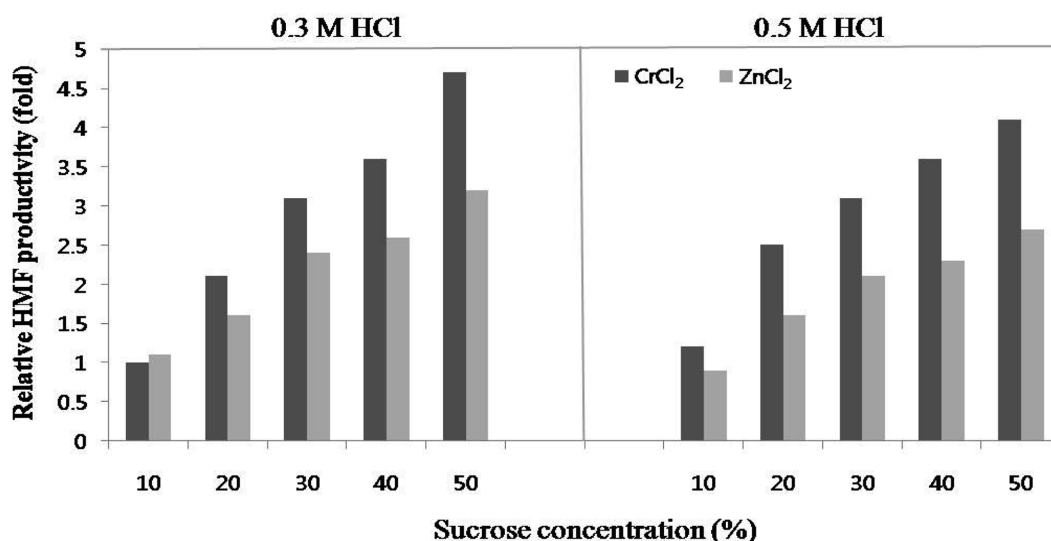 0.3 M HCl 0.5 M HCl
Relative HMF productivity (fold)
5
4.5
4
3.5
3
2.5
2
1.5
1
0.5
0
CrCl₂ ZnCl₂
10 20 30 40 50 10 20 30 40 50
Sucrose concentration (%)